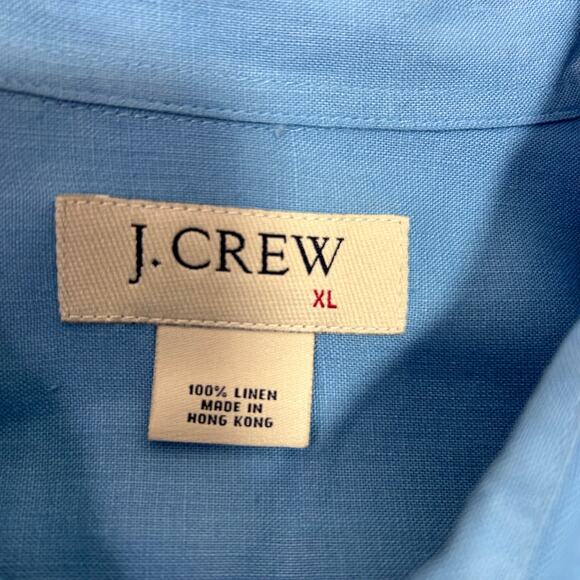 J.CREW
XL
100% LINEN
MADE IN
HONG KONG